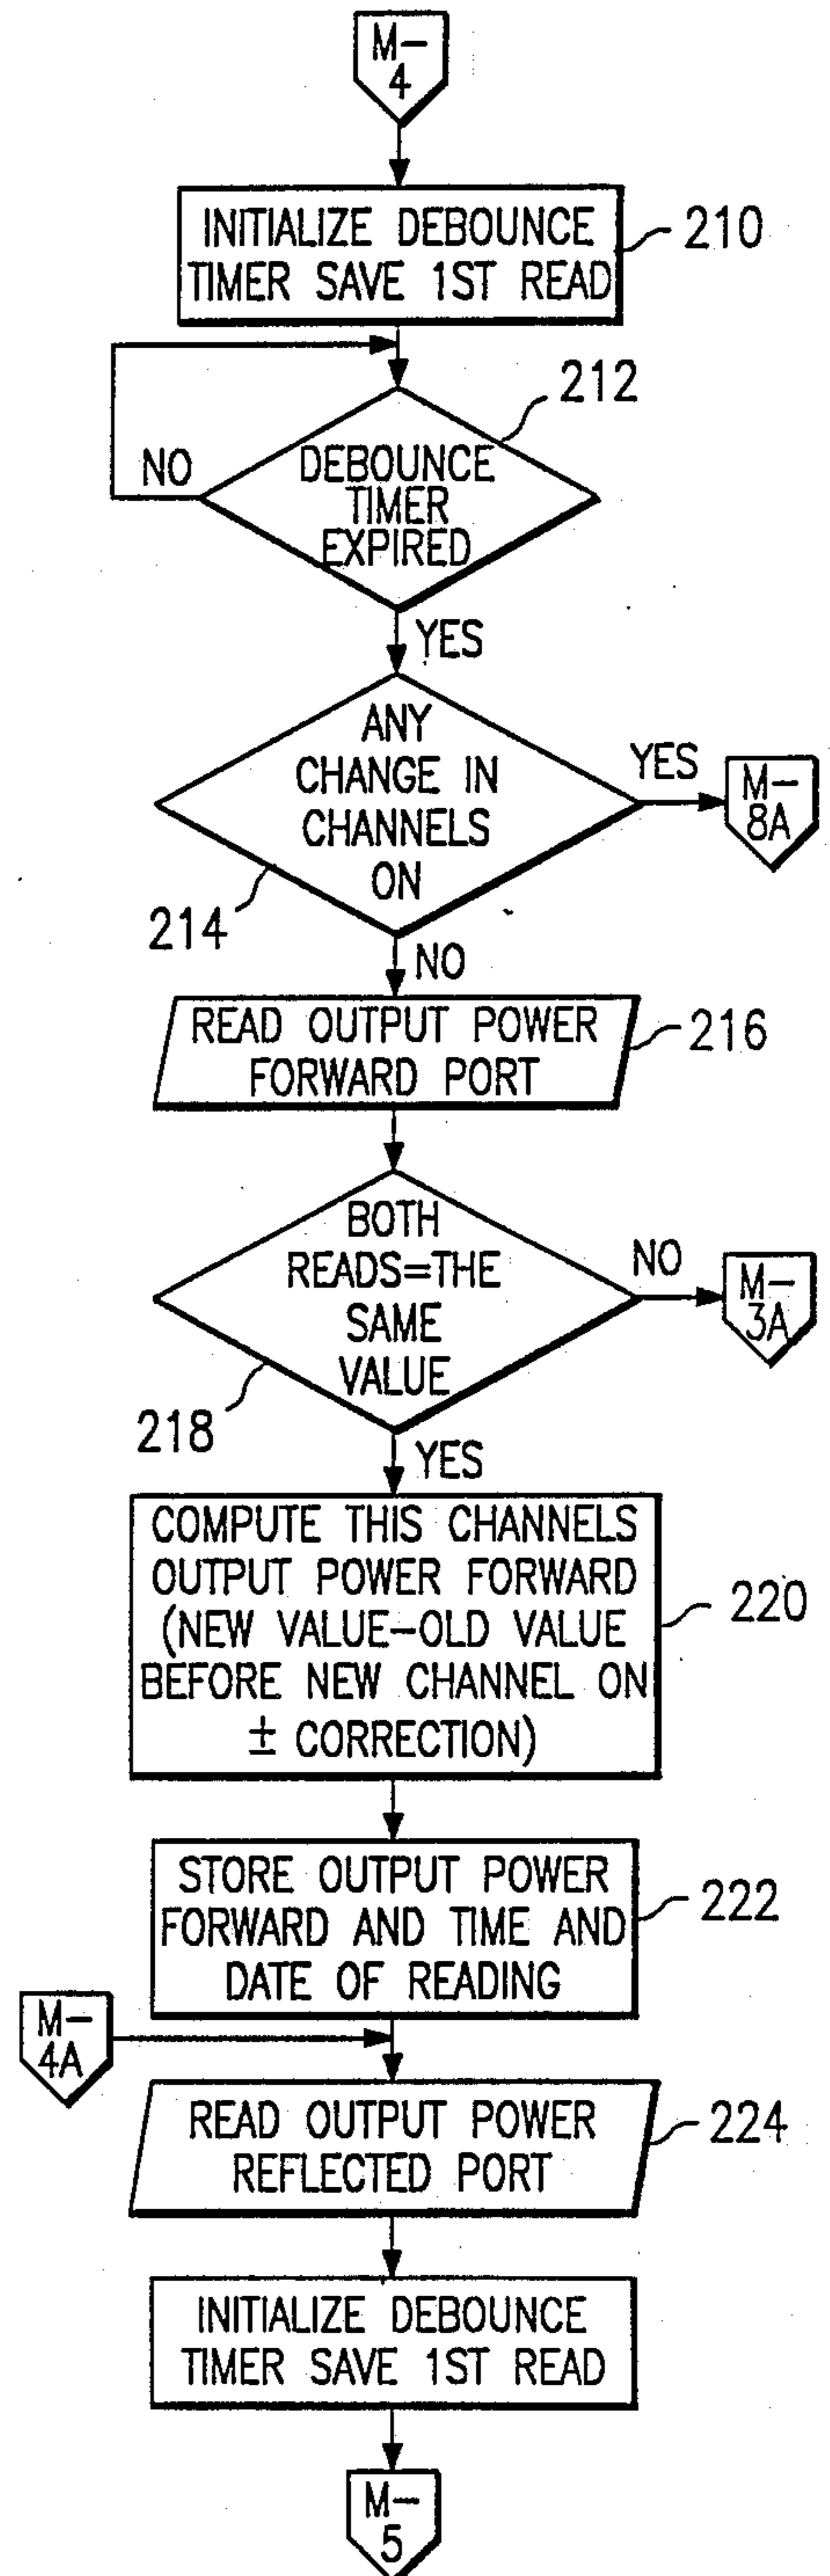 M-
4
INITIALIZE DEBOUNCE
TIMER SAVE 1ST READ
210
212
DEBOUNCE
TIMER
EXPIRED
NO
YES
ANY
CHANGE IN
CHANNELS
ON
YES
M-
8A
214
NO
READ OUTPUT POWER
FORWARD PORT
216
BOTH
READS=THE
SAME
VALUE
NO
M-
3A
218
YES
COMPUTE THIS CHANNELS
OUTPUT POWER FORWARD
(NEW VALUE-OLD VALUE
BEFORE NEW CHANNEL ON
± CORRECTION)
220
STORE OUTPUT POWER
FORWARD AND TIME AND
DATE OF READING
222
M-
4A
READ OUTPUT POWER
REFLECTED PORT
224
INITIALIZE DEBOUNCE
TIMER SAVE 1ST READ
M-
5